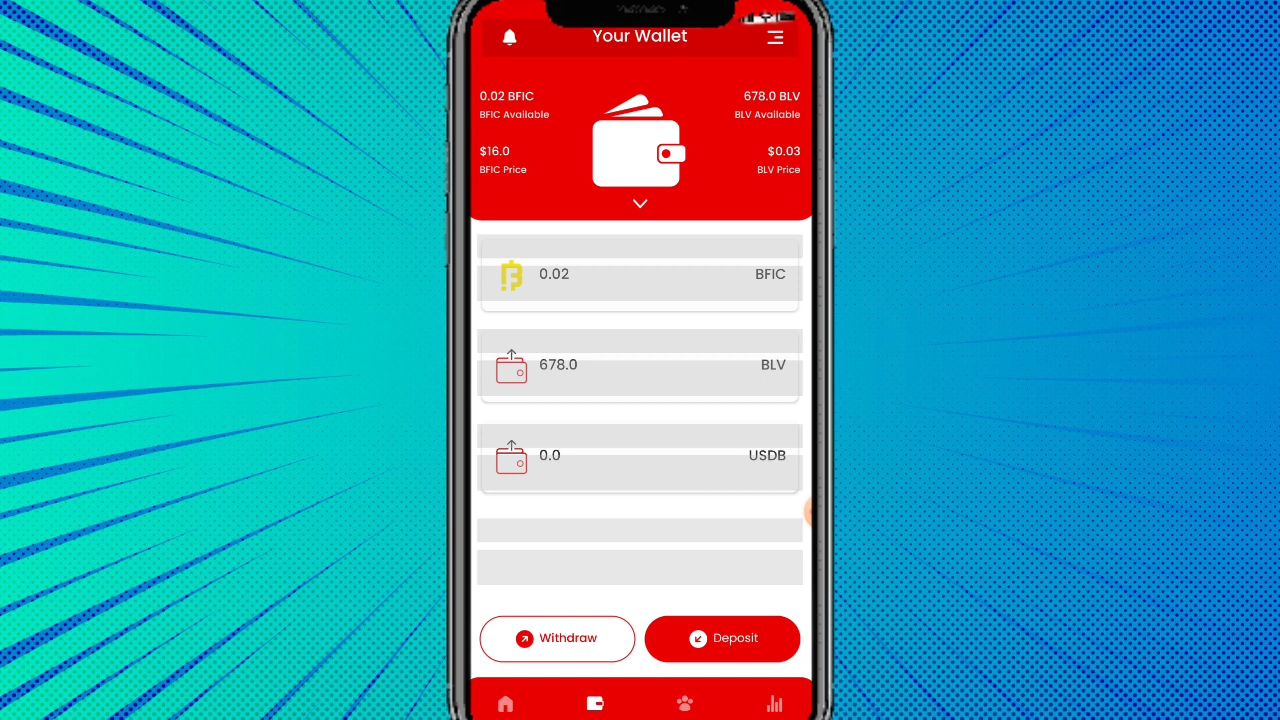 Your Wallet
0.02 BFIC
BFIC Available
678.0 BLV
BLV Available
$16.0
BFIC Price
$0.03
BLV Price
0.02 BFIC
678.0 BLV
0.0 USDB
Withdraw
Deposit